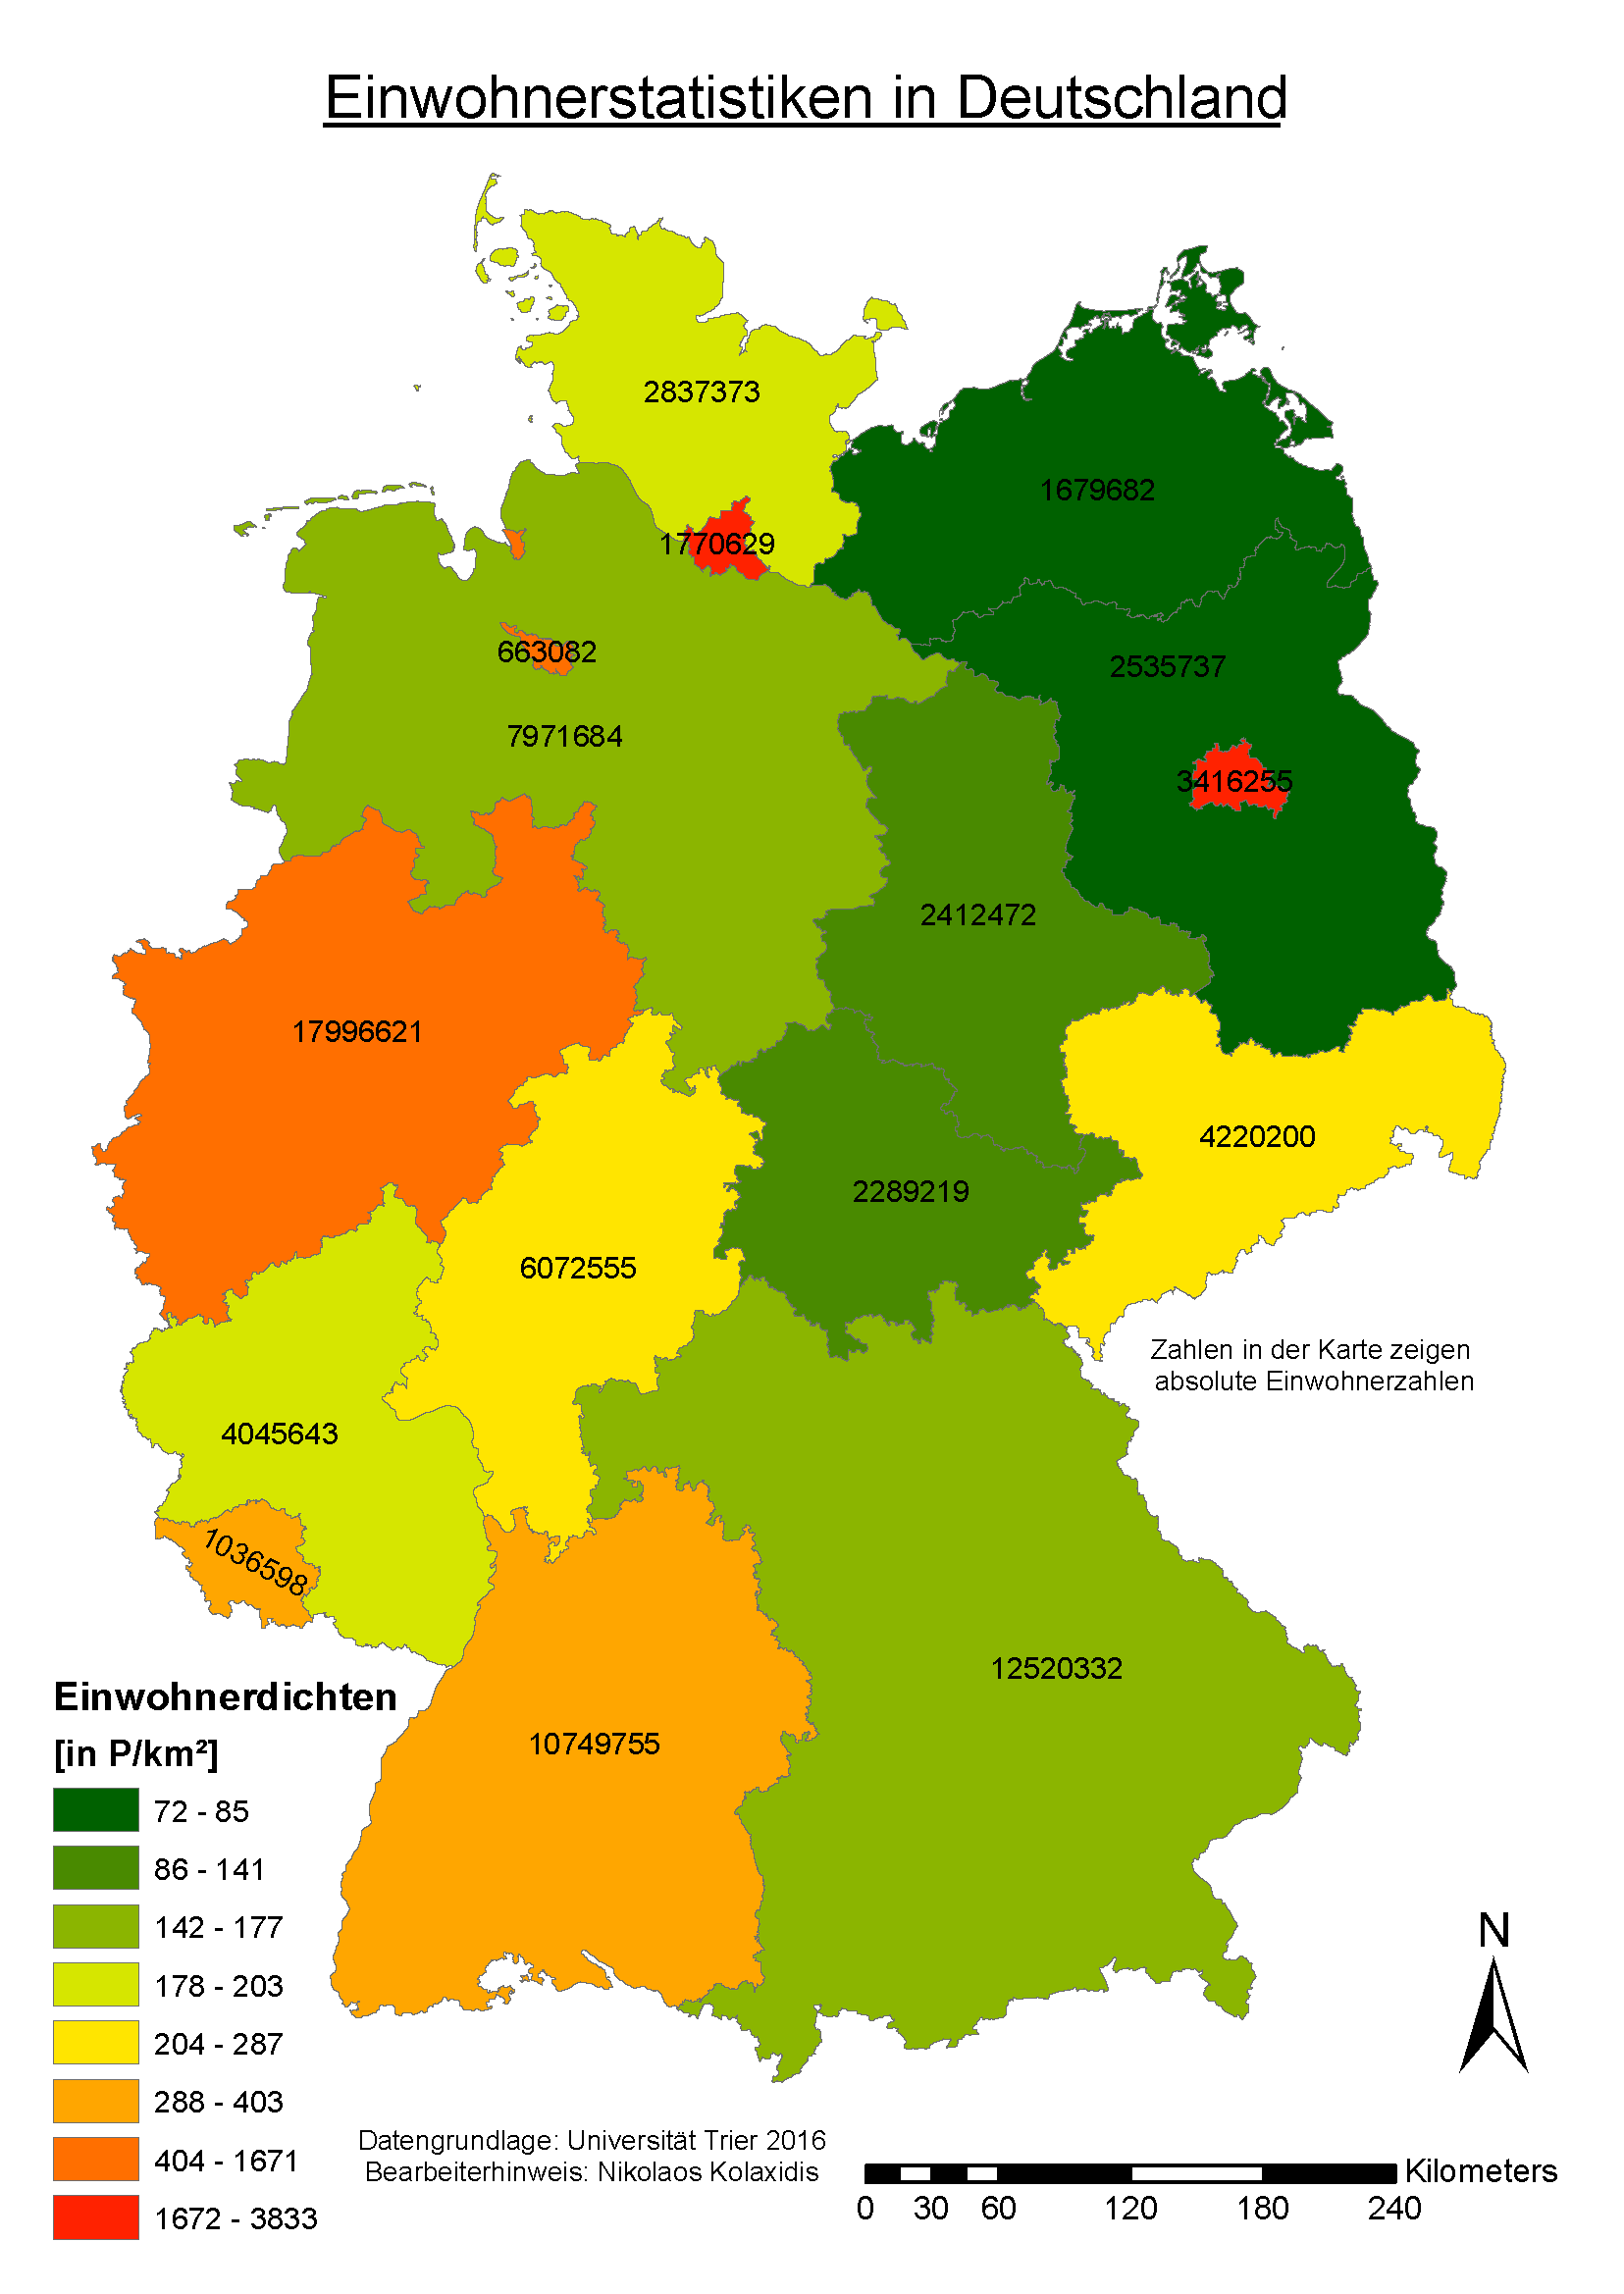 Einwohnerstatistiken in Deutschland
2837373
1679682
1770629
663082
2535737
7971684
3416255
2412472
17996621
4220200
2289219
6072555
Zahlen in der Karte zeigen
absolute Einwohnerzahlen
4045643
1036598
12520332
10749755
Einwohnerdichten
[in P/km²]
72 - 85
86 - 141
142 - 177
178 - 203
204 - 287
288 - 403
404 - 1671
1672 - 3833
N
Datengrundlage: Universität Trier 2016
Bearbeiterhinweis: Nikolaos Kolaxidis
Kilometers
0 30 60 120 180 240